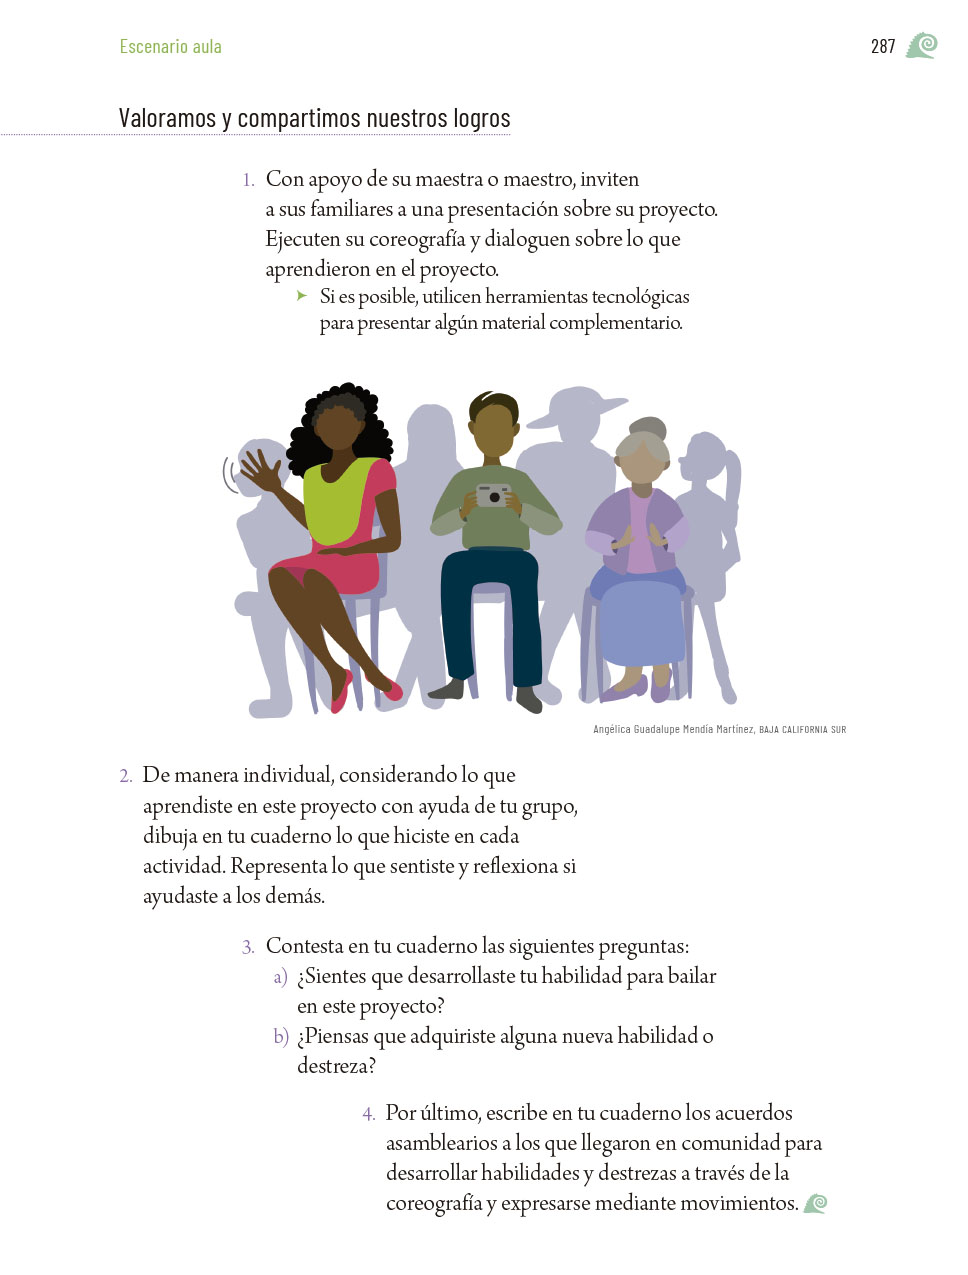 Escenario aula
287
Valoramos y compartimos nuestros logros
1. Con apoyo de su maestra o maestro, inviten
a sus familiares a una presentación sobre su proyecto.
Ejecuten su coreografía y dialoguen sobre lo que
aprendieron en el proyecto.
➤ Si es posible, utilicen herramientas tecnológicas
para presentar algún material complementario.
Angélica Guadalupe Mendía Martínez, BAJA CALIFORNIA SUR
2. De manera individual, considerando lo que
aprendiste en este proyecto con ayuda de tu grupo,
dibuja en tu cuaderno lo que hiciste en cada
actividad. Representa lo que sentiste y reflexiona si
ayudaste a los demás.
3. Contesta en tu cuaderno las siguientes preguntas:
a) ¿Sientes que desarrollaste tu habilidad para bailar
en este proyecto?
b) ¿Piensas que adquiriste alguna nueva habilidad o
destreza?
4. Por último, escribe en tu cuaderno los acuerdos
asamblearios a los que llegaron en comunidad para
desarrollar habilidades y destrezas a través de la
coreografía y expresarse mediante movimientos.